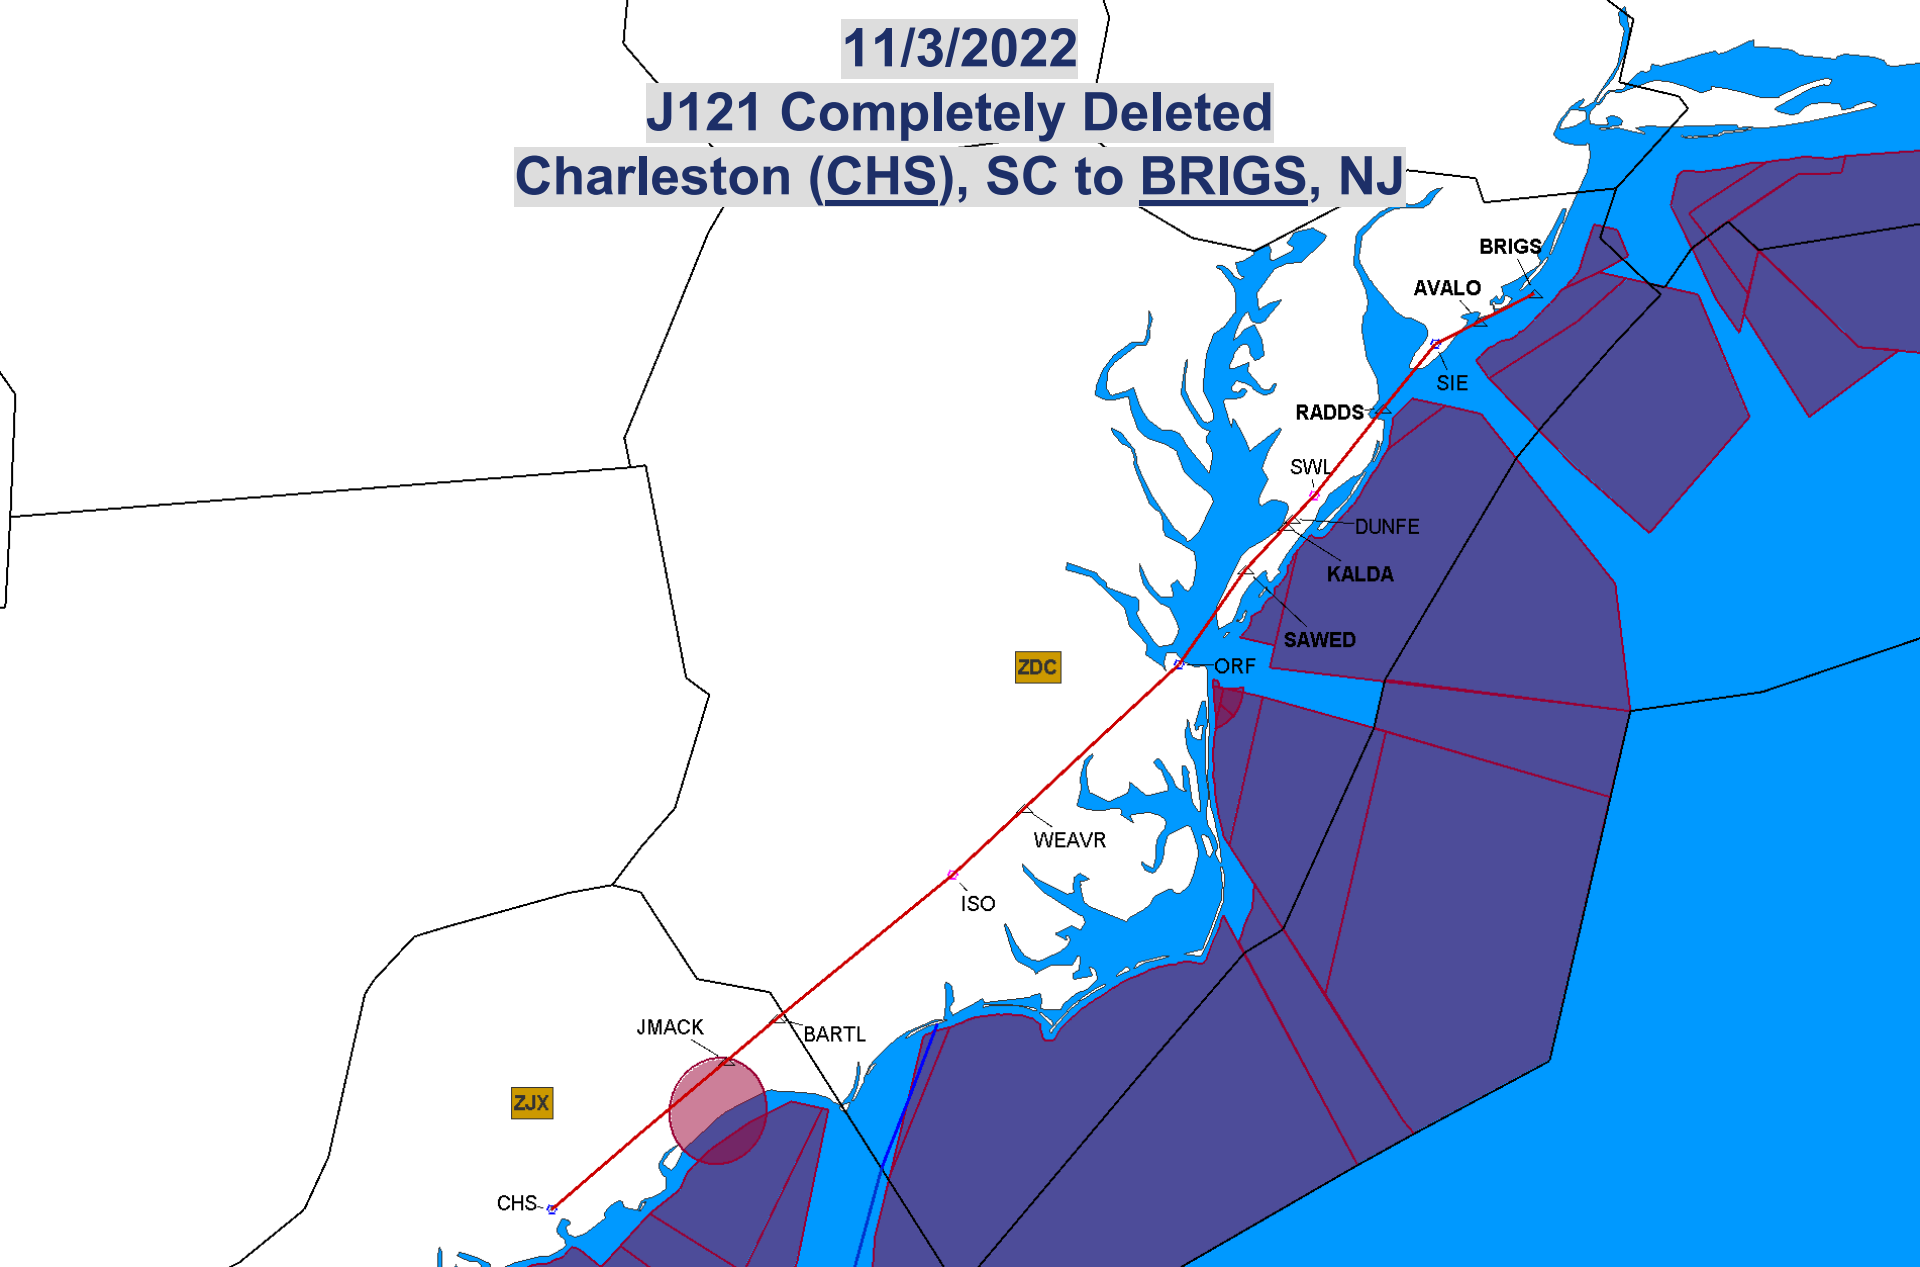 11/3/2022
J121 Completely Deleted
Charleston (CHS), SC to BRIGS, NJ
BRIGS
AVALO
SIE
RADDS
SWL
DUNFE
KALDA
SAWED
ZDC
ORF
WEAVR
ISO
JMACK
BARTL
ZJX
CHS